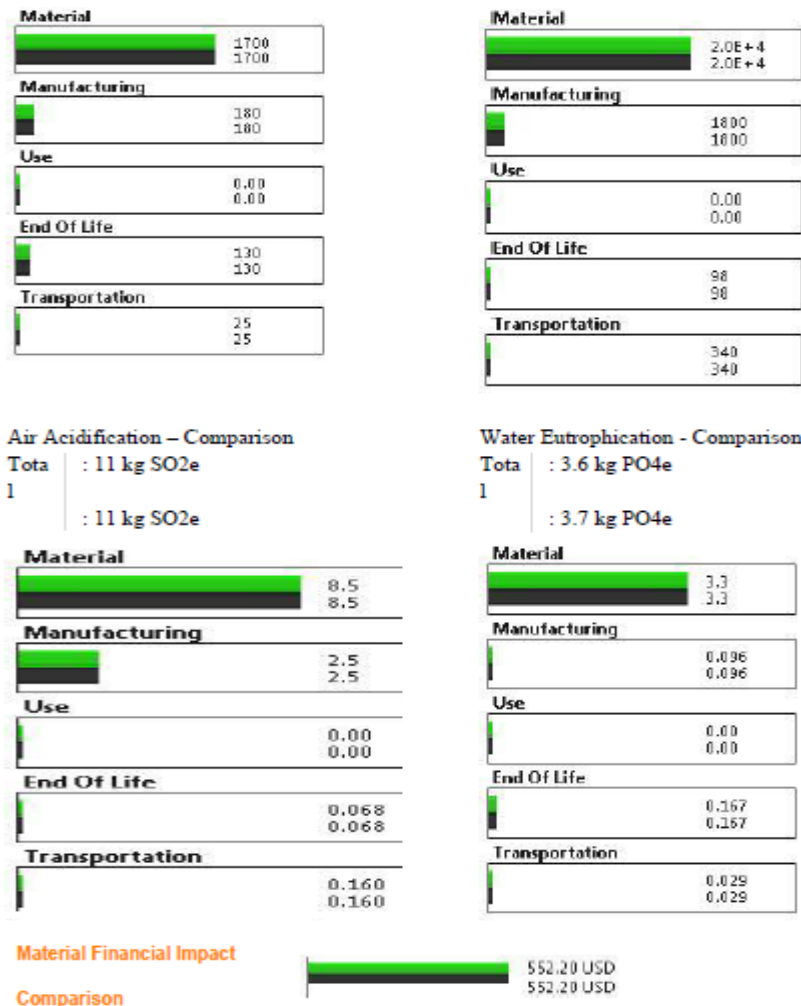 Material
1700
1700
Manufacturing
180
180
Use
0.00
0.00
End Of Life
130
130
Transportation
25
25
Material
2.0E+4
2.0E+4
Manufacturing
1800
1800
Use
0.00
0.00
End Of Life
98
98
Transportation
340
340
Air Acidification – Comparison
Tota : 11 kg SO2e
l
: 11 kg SO2e
Material
8.5
8.5
Manufacturing
2.5
2.5
Use
0.00
0.00
End Of Life
0.068
0.068
Transportation
0.160
0.160
Water Eutrophication - Comparison
Tota : 3.6 kg PO4e
l
: 3.7 kg PO4e
Material
3.3
3.3
Manufacturing
0.096
0.096
Use
0.00
0.00
End Of Life
0.167
0.167
Transportation
0.029
0.029
Material Financial Impact
Comparison
552.20 USD
552.20 USD